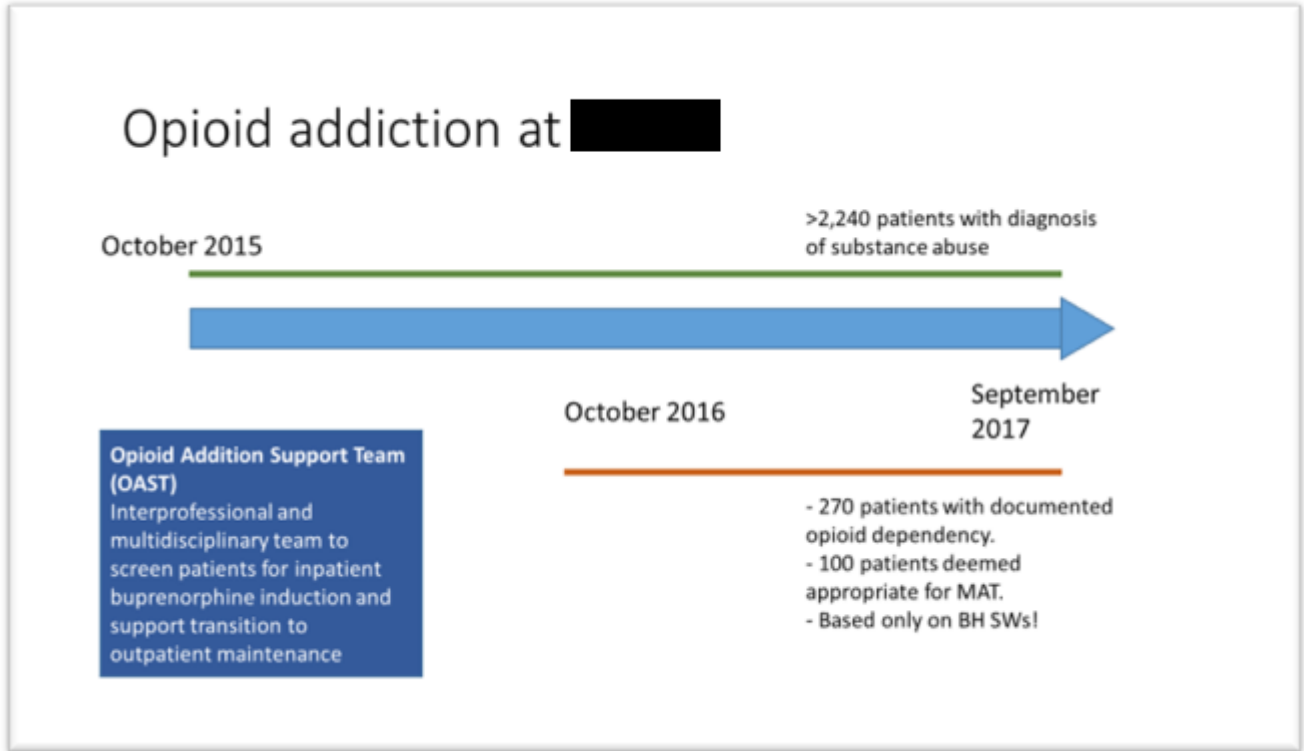 Opioid addiction at
October 2015
>2,240 patients with diagnosis
of substance abuse
October 2016
September
2017
Opioid Addition Support Team
(OAST)
Interprofessional and
multidisciplinary team to
screen patients for inpatient
buprenorphine induction and
support transition to
outpatient maintenance
- 270 patients with documented
opioid dependency.
- 100 patients deemed
appropriate for MAT.
- Based only on BH SWs!